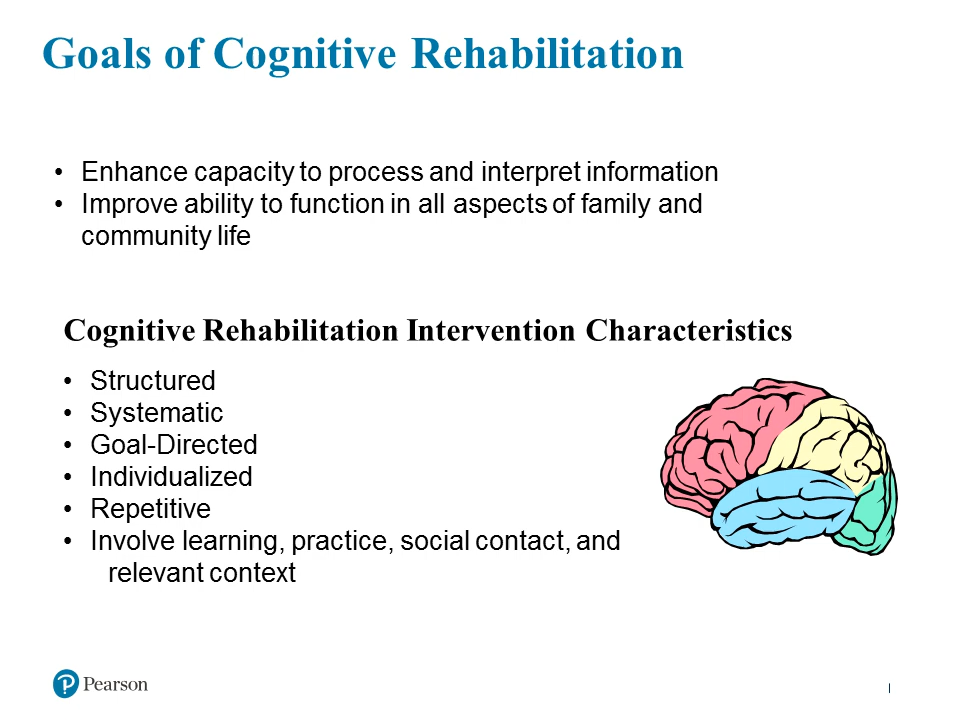 Goals of Cognitive Rehabilitation
• Enhance capacity to process and interpret information
• Improve ability to function in all aspects of family and
community life
Cognitive Rehabilitation Intervention Characteristics
• Structured
• Systematic
• Goal-Directed
• Individualized
• Repetitive
• Involve learning, practice, social contact, and
relevant context
P Pearson
|